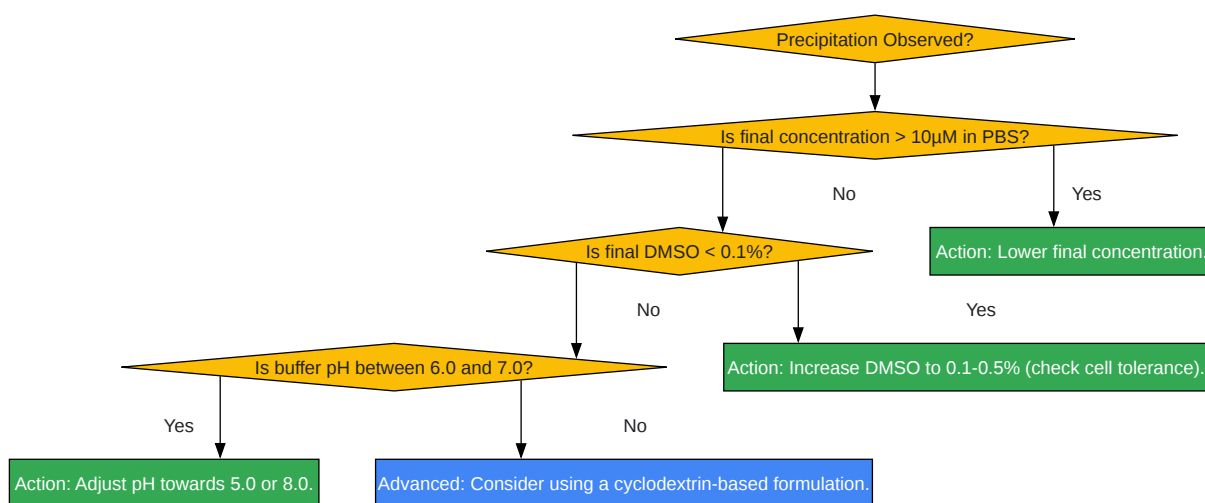 Precipitation Observed?
Is final concentration > 10µM in PBS?
No
Yes
Is final DMSO < 0.1%?
Action: Lower final concentration.
No
Yes
Is buffer pH between 6.0 and 7.0?
Action: Increase DMSO to 0.1-0.5% (check cell tolerance).
Yes
No
Action: Adjust pH towards 5.0 or 8.0.
Advanced: Consider using a cyclodextrin-based formulation.